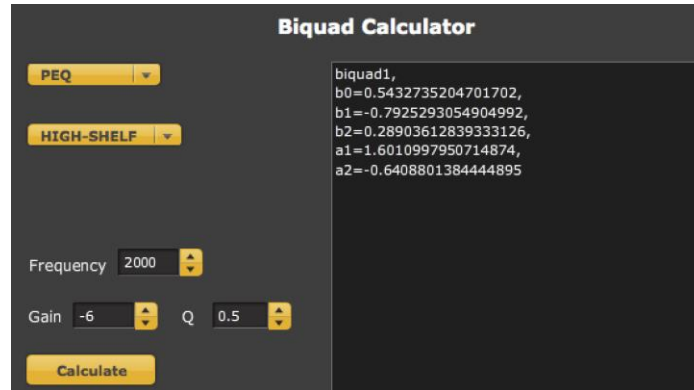 Biquad Calculator
PEQ
HIGH-SHELF
Frequency 2000
Gain -6 Q 0.5
Calculate
biquad1,
b0=0.5432735204701702,
b1=-0.7925293054904992,
b2=0.28903612839333126,
a1=1.6010997950714874,
a2=-0.6408801384444895